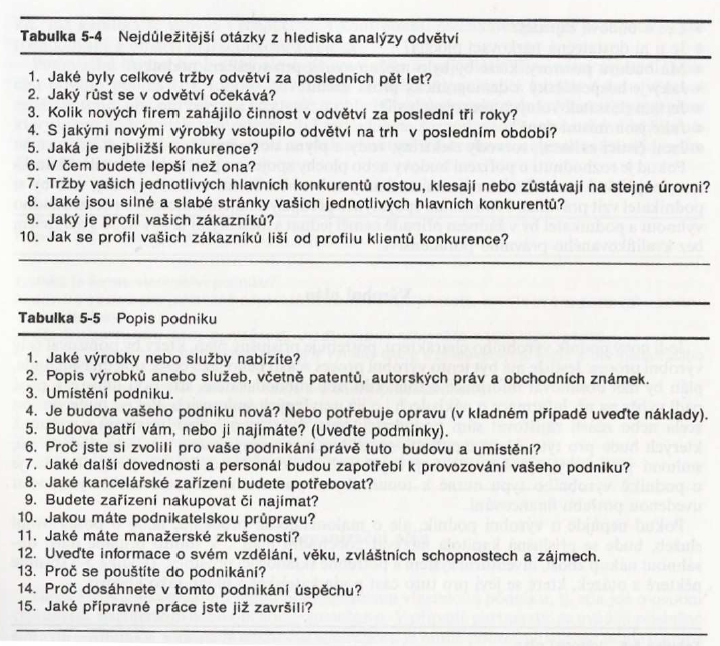 Tabulka 5-4 Nejdůležitější otázky z hlediska analýzy odvětví
1. Jaké byly celkové tržby odvětví za posledních pět let?
2. Jaký růst se v odvětví očekává?
3. Kolik nových firem zahájilo činnost v odvětví za poslední tři roky?
4. S jakými novými výrobky vstoupilo odvětví na trh v posledním období?
5. Jaká je nejbližší konkurence?
6. V čem budete lepší než ona?
7. Tržby vašich jednotlivých hlavních konkurentů rostou, klesají nebo zůstávají na stejné úrovni?
8. Jaké jsou silné a slabé stránky vašich jednotlivých hlavních konkurentů?
9. Jaký je profil vašich zákazníků?
10. Jak se profil vašich zákazníků liší od profilu klientů konkurence?
Tabulka 5-5 Popis podniku
1. Jaké výrobky nebo služby nabízíte?
2. Popis výrobků anebo služeb, včetně patentů, autorských práv a obchodních známek.
3. Umístění podniku.
4. Je budova vašeho podniku nová? Nebo potřebuje opravu (v kladném případě uveďte náklady).
5. Budova patří vám, nebo ji najímáte? (Uveďte podmínky).
6. Proč jste si zvolili pro vaše podnikání právě tuto budovu a umístění?
7. Jaké další dovednosti a personál budou zapotřebí k provozování vašeho podniku?
8. Jaké kancelářské zařízení budete potřebovat?
9. Budete zařízení nakupovat či najímat?
10. Jakou máte podnikatelskou průpravu?
11. Jaké máte manažerské zkušenosti?
12. Uveďte informace o svém vzdělání, věku, zvláštních schopnostech a zájmech.
13. Proč se pouštíte do podnikání?
14. Proč dosáhnete v tomto podnikání úspěchu?
15. Jaké přípravné práce jste již završili?